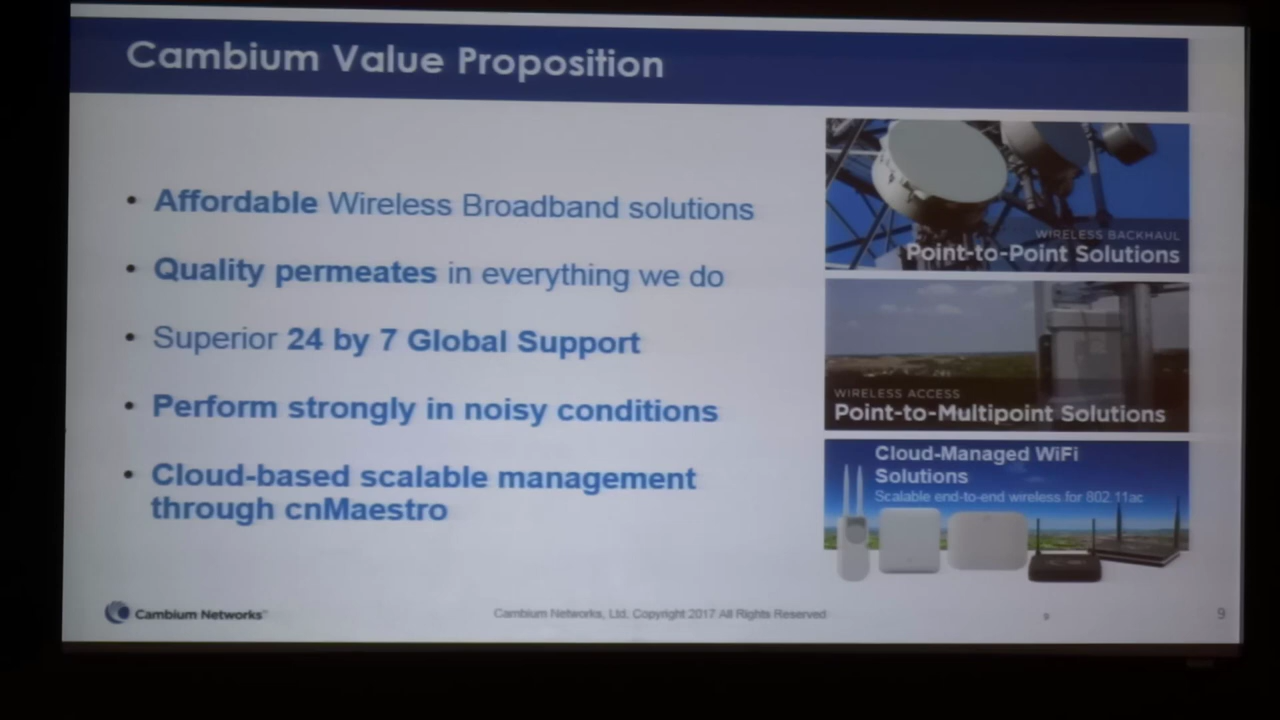 Cambium Value Proposition
• Affordable Wireless Broadband solutions
• Quality permeates in everything we do
• Superior 24 by 7 Global Support
• Perform strongly in noisy conditions
• Cloud-based scalable management
through cnMaestro
WIRELESS BACKHAUL
Point-to-Point Solutions
WIRELESS ACCESS
Point-to-Multipoint Solutions
Cloud-Managed WiFi
Solutions
Scalable end-to-end wireless for 802.11ac
Cambium Networks™
Cambium Networks, Ltd. Copyright 2017 All Rights Reserved
9
9